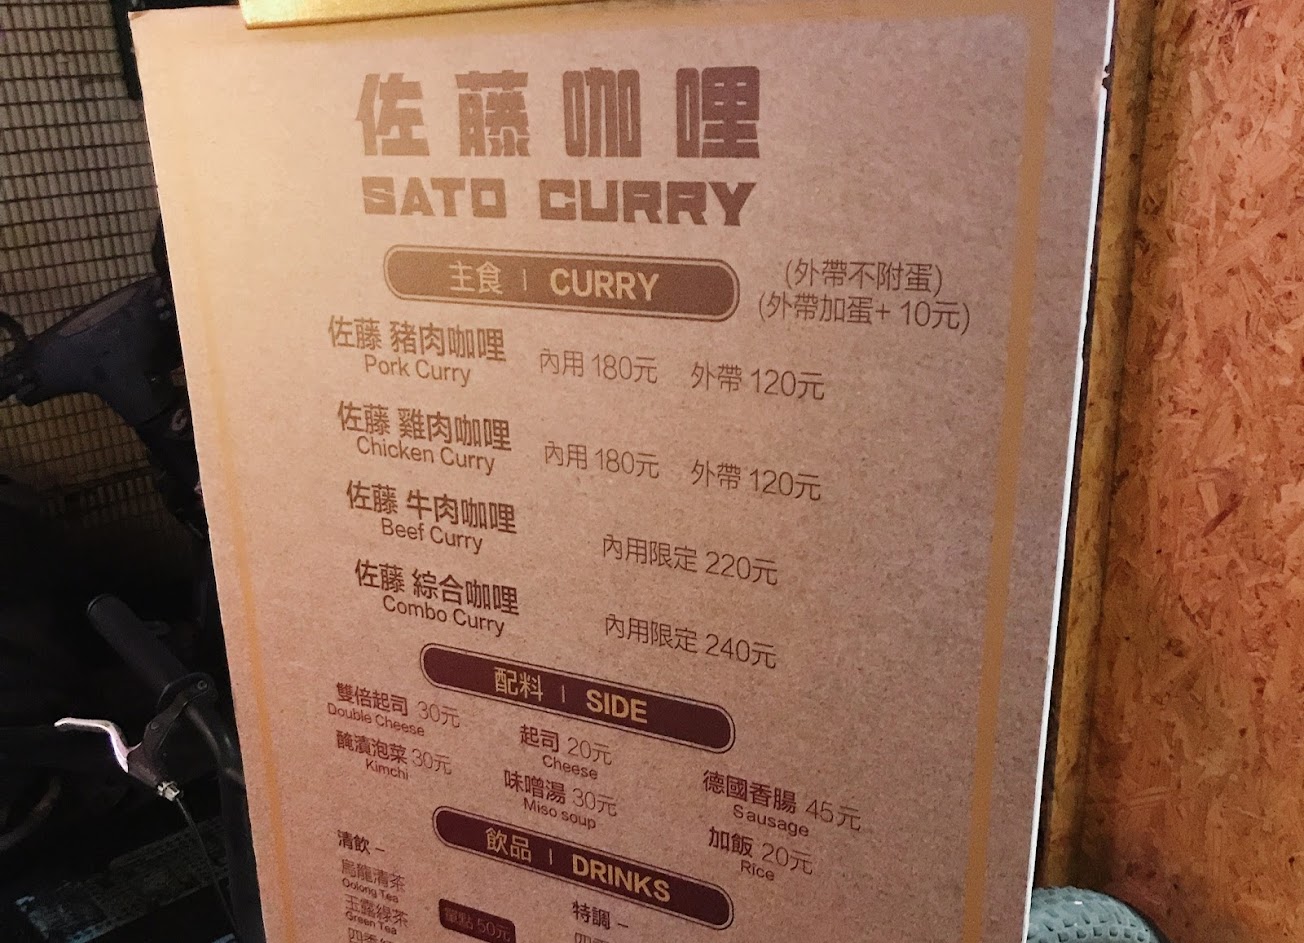 佐藤咖哩
SATO CURRY
主食 | CURRY
(外帶不附蛋)
(外帶加蛋+ 10元)
佐藤 豬肉咖哩 內用 180元 外帶 120元
Pork Curry
佐藤 雞肉咖哩 內用 180元 外帶 120元
Chicken Curry
佐藤 牛肉咖哩 內用限定 220元
Beef Curry
佐藤 綜合咖哩 內用限定 240元
Combo Curry
配料 | SIDE
雙倍起司 30元
Double Cheese
起司 20元
Cheese
德國香腸 45元
Sausage
醃漬泡菜 30元
Kimchi
味噌湯 30元
Miso soup
加飯 20元
Rice
飲品 | DRINKS
清飲 –
烏龍清茶
Oolong Tea
玉露綠茶
Green Tea
單點 50元
特調 –